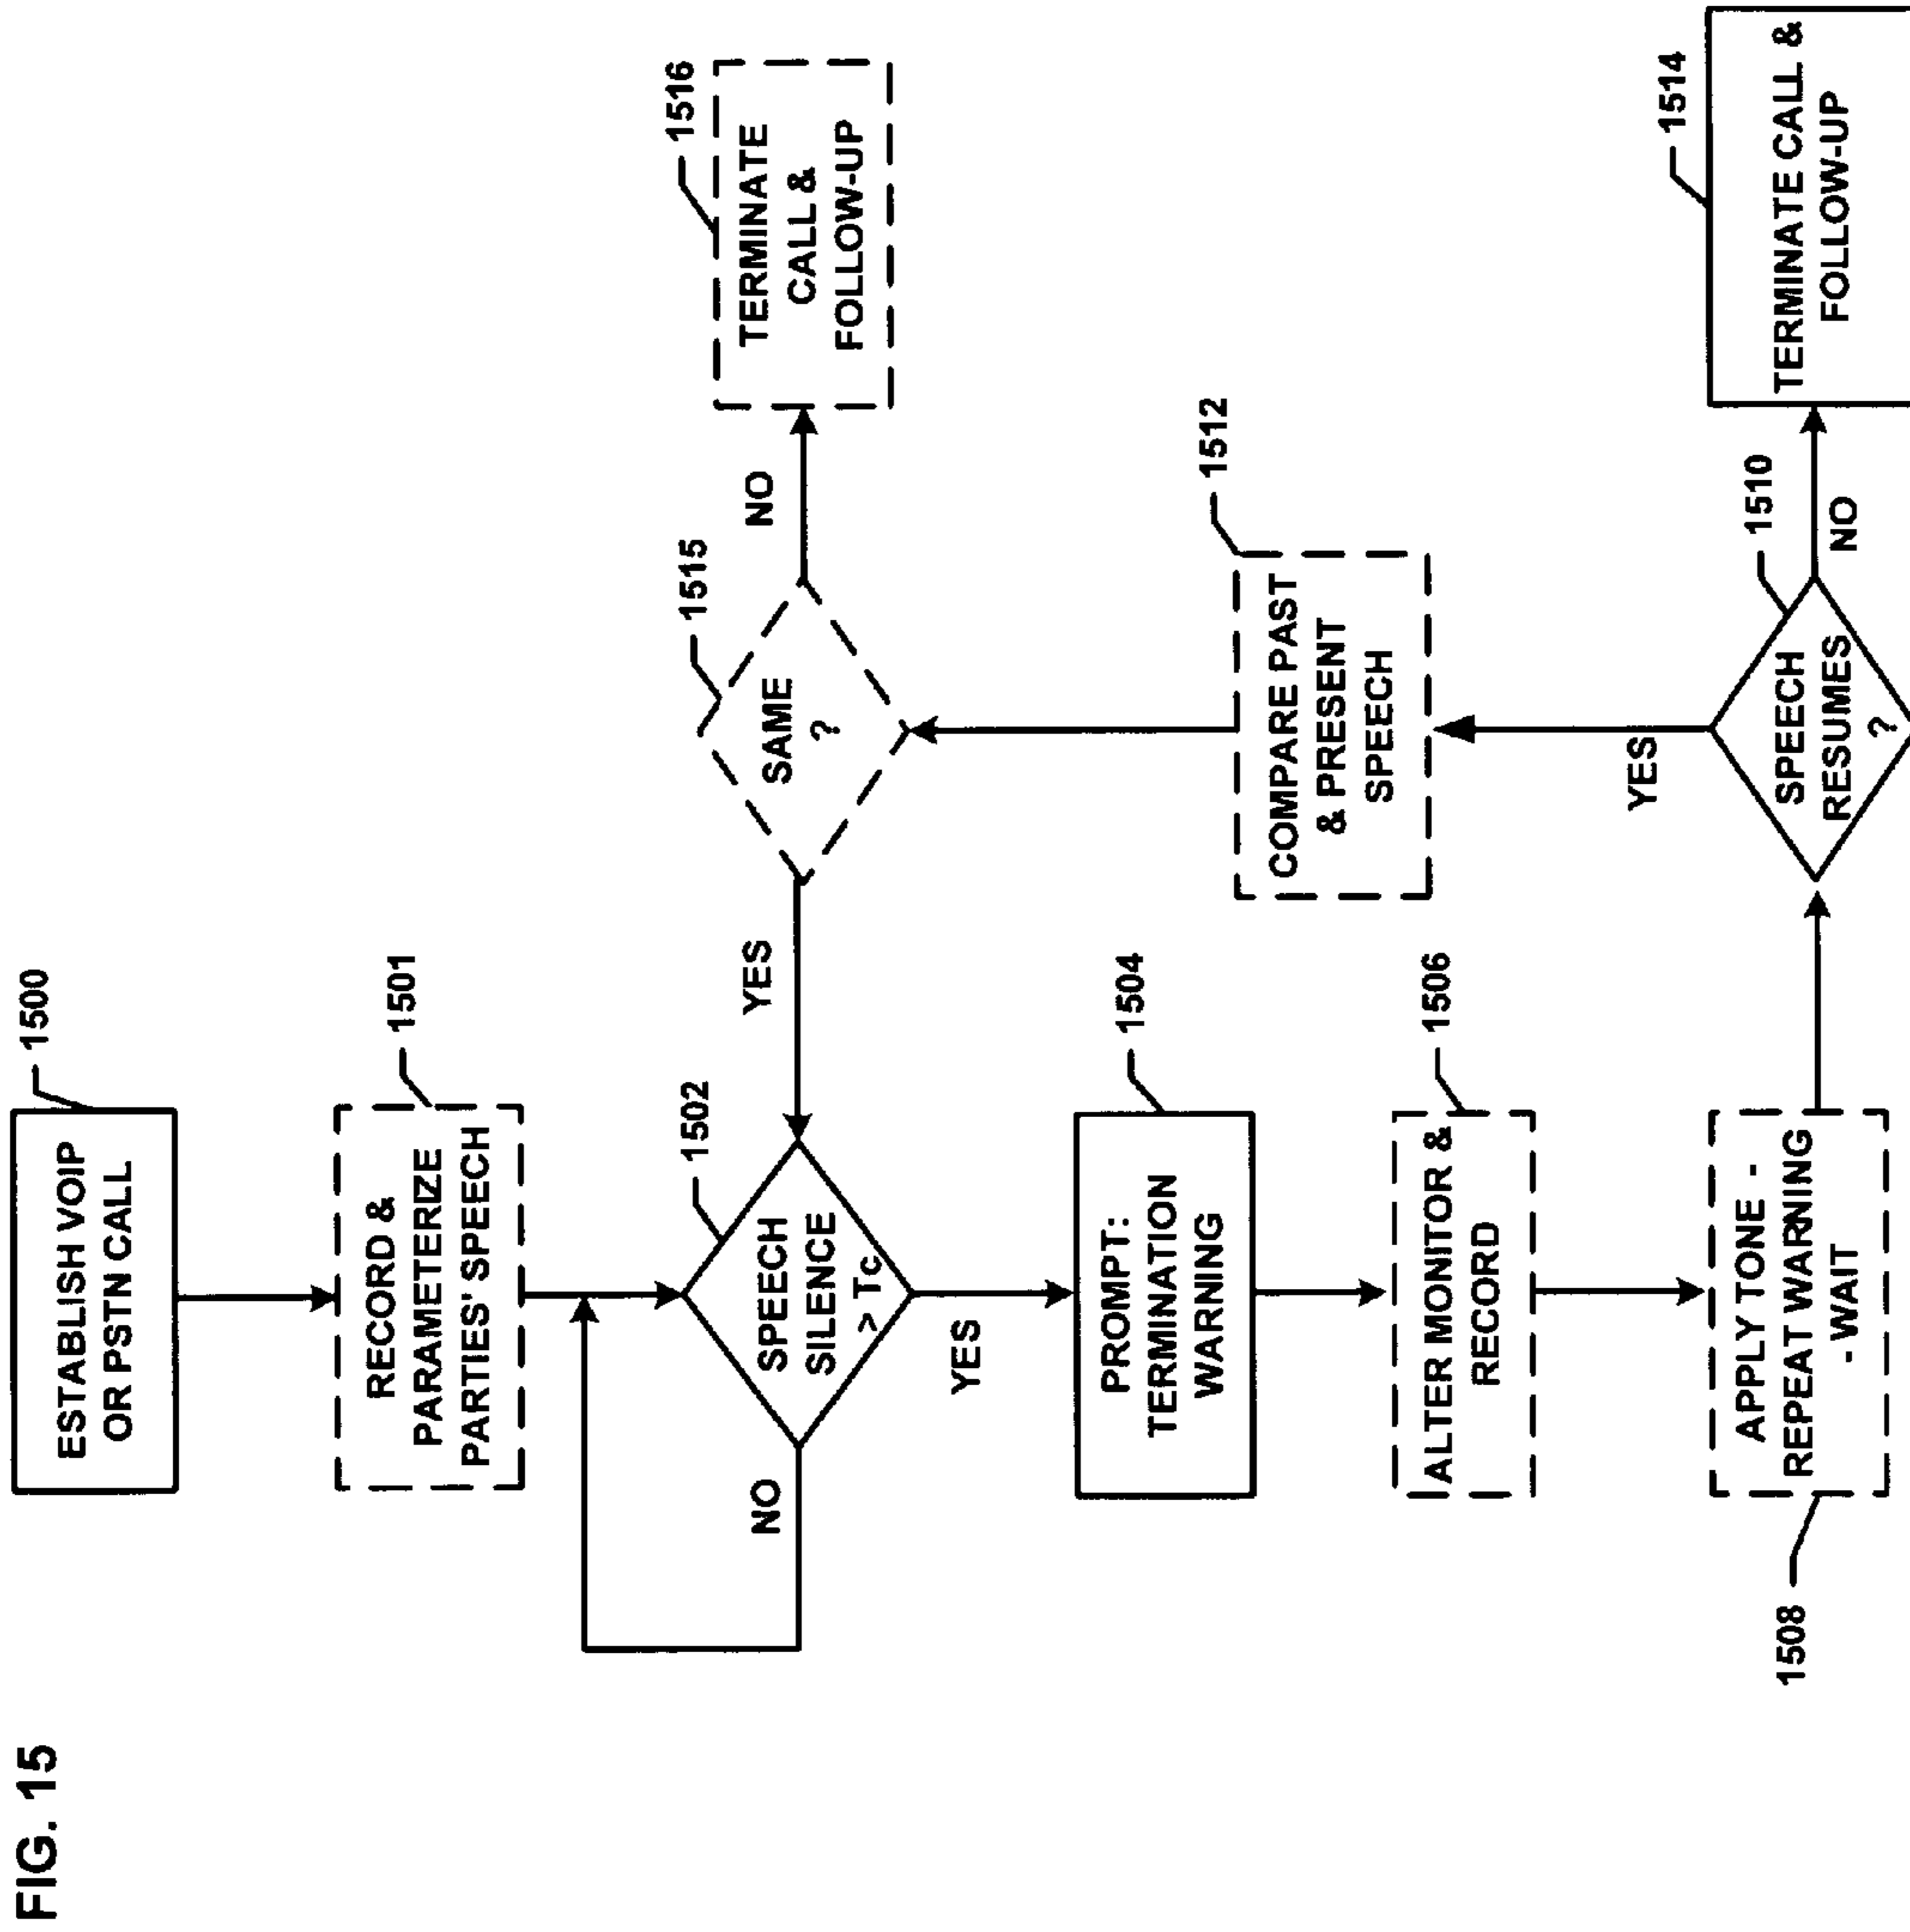 FIG. 15
1500
ESTABLISH VOIP
OR PSTN CALL
1501
RECORD &
PARAMETERIZE
PARTIES' SPEECH
1502
SPEECH
SILENCE
> Tc
NO
YES
1504
PROMPT:
TERMINATION
WARNING
1506
ALTER MONITOR &
RECORD
1508
APPLY TONE -
REPEAT WARNING
- WAIT
1510
SPEECH
RESUMES
?
NO
1514
TERMINATE CALL &
FOLLOW-UP
YES
1512
COMPARE PAST
& PRESENT
SPEECH
1515
SAME
?
YES
NO
1516
TERMINATE
CALL &
FOLLOW-UP